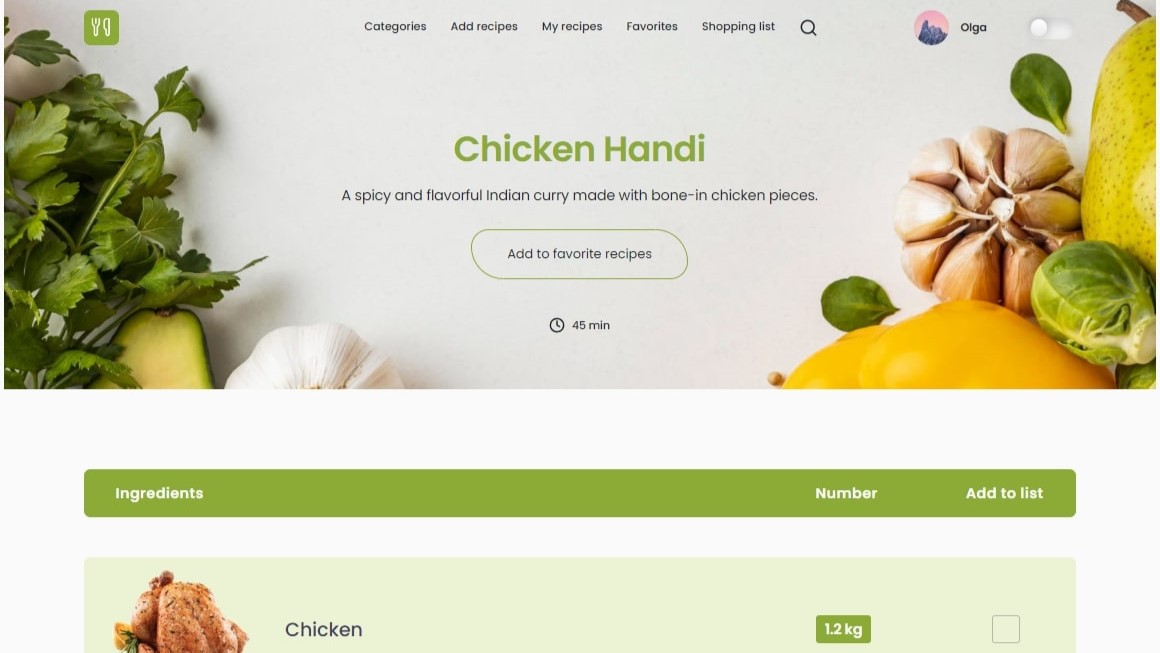 Categories Add recipes My recipes Favorites Shopping list Olga
Chicken Handi
A spicy and flavorful Indian curry made with bone-in chicken pieces.
Add to favorite recipes
45 min
Ingredients Number Add to list
Chicken 1.2 kg